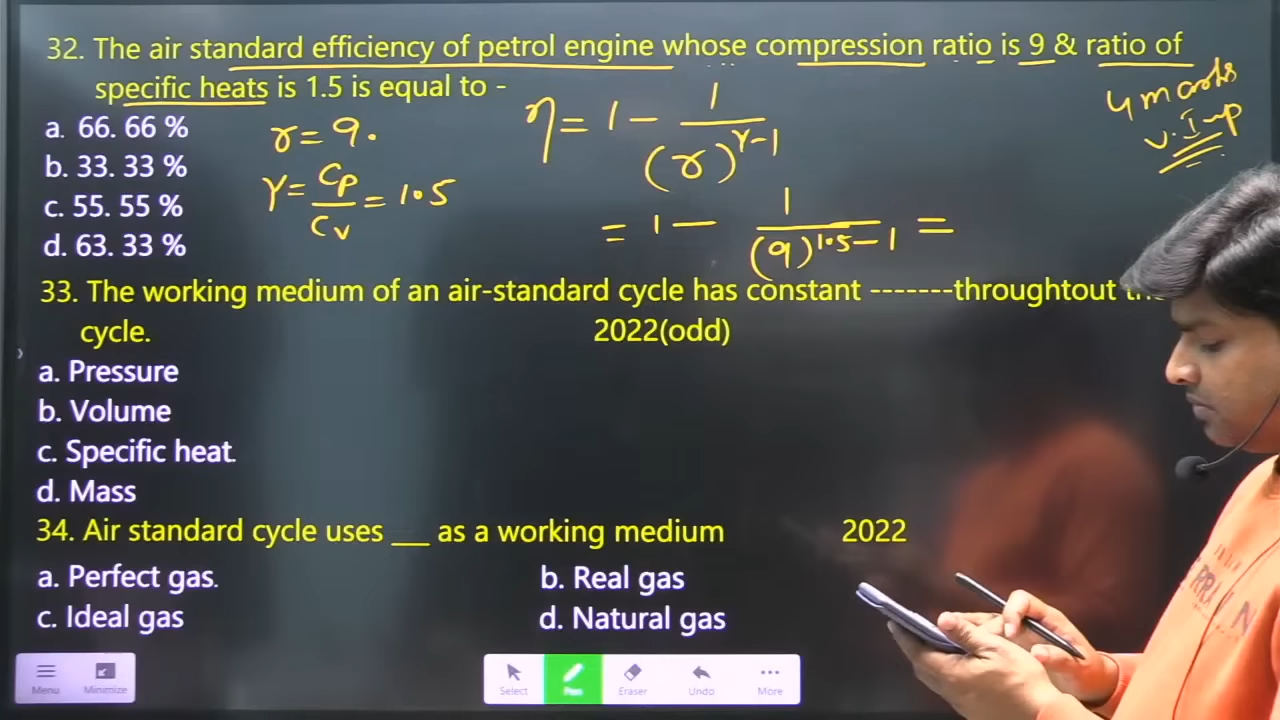 32. The air standard efficiency of petrol engine whose compression ratio is 9 & ratio of
specific heats is 1.5 is equal to -
4 marks
v. Imp
a. 66. 66 %
b. 33. 33 %
c. 55. 55 %
d. 63. 33 %
r = 9.
γ = Cp/Cv = 1.5
η = 1 - 1/(r)^γ-1
= 1 - 1/(9)^1.5-1 =
33. The working medium of an air-standard cycle has constant -------throughtout
cycle. 2022(odd)
a. Pressure
b. Volume
c. Specific heat.
d. Mass
34. Air standard cycle uses __ as a working medium 2022
a. Perfect gas. b. Real gas
c. Ideal gas d. Natural gas
Menu Minimize Select Pen Eraser Undo More